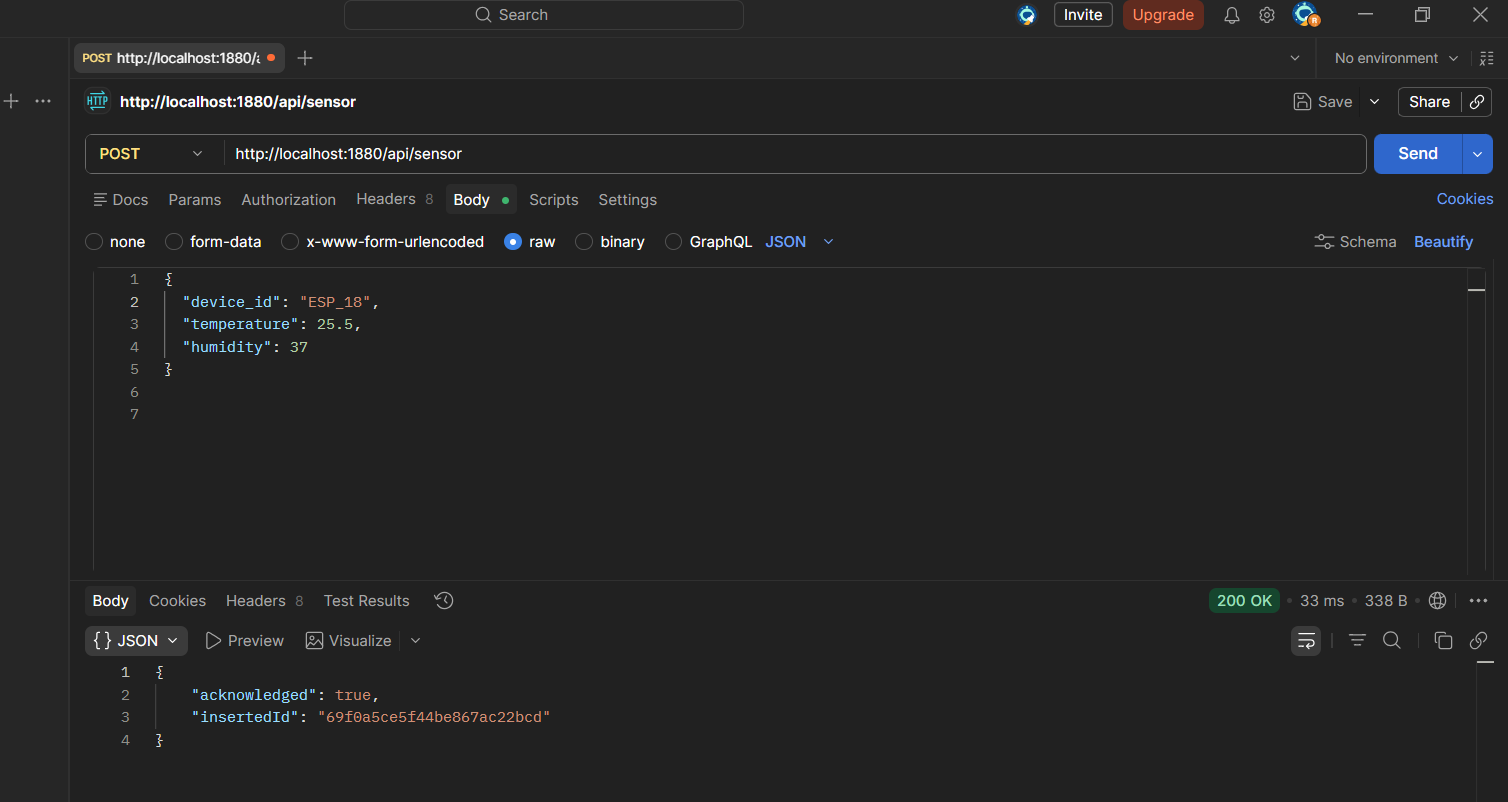 Search
Invite
Upgrade
POST http://localhost:1880/a
No environment
HTTP http://localhost:1880/api/sensor
Save
Share
POST http://localhost:1880/api/sensor
Send
Docs Params Authorization Headers 8 Body Scripts Settings
Cookies
none form-data x-www-form-urlencoded raw binary GraphQL JSON
Schema Beautify
1 {
2 "device_id": "ESP_18",
3 "temperature": 25.5,
4 "humidity": 37
5 }
6
7
Body Cookies Headers 8 Test Results
200 OK • 33 ms • 338 B •
{} JSON Preview Visualize
1 {
2 "acknowledged": true,
3 "insertedId": "69f0a5ce5f44be867ac22bcd"
4 }